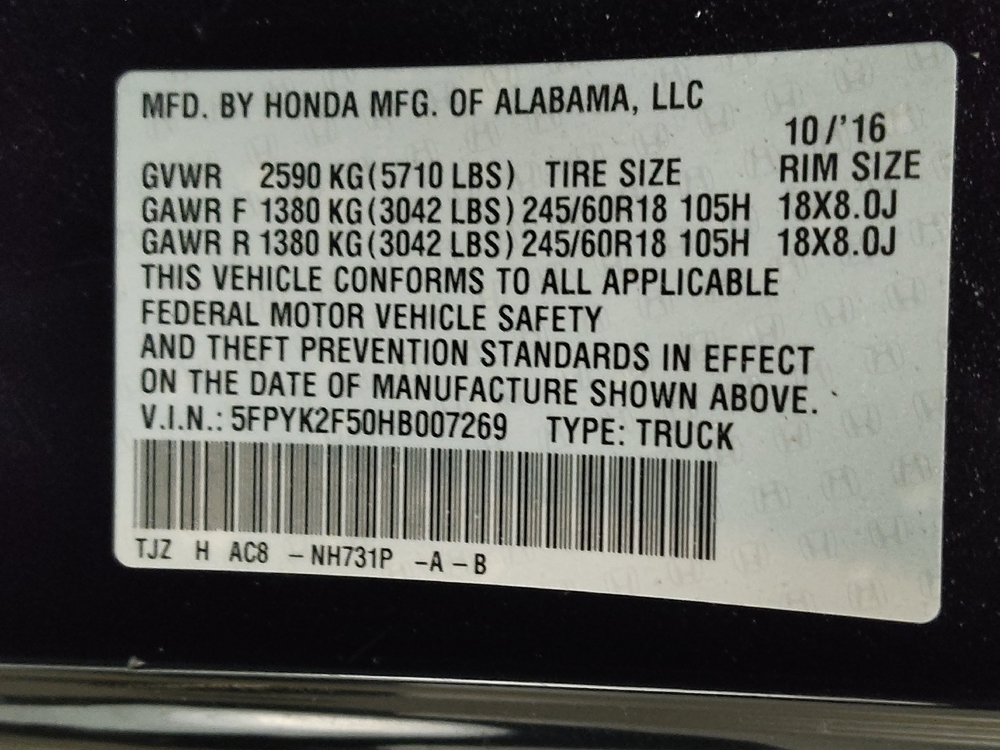 MFD. BY HONDA MFG. OF ALABAMA, LLC
10/'16
GVWR 2590 KG(5710 LBS) TIRE SIZE RIM SIZE
GAWR F 1380 KG(3042 LBS) 245/60R18 105H 18X8.0J
GAWR R 1380 KG(3042 LBS) 245/60R18 105H 18X8.0J
THIS VEHICLE CONFORMS TO ALL APPLICABLE
FEDERAL MOTOR VEHICLE SAFETY
AND THEFT PREVENTION STANDARDS IN EFFECT
ON THE DATE OF MANUFACTURE SHOWN ABOVE.
V.I.N.: 5FPYK2F50HB007269 TYPE: TRUCK
TJZ H AC8 -NH731P -A-B